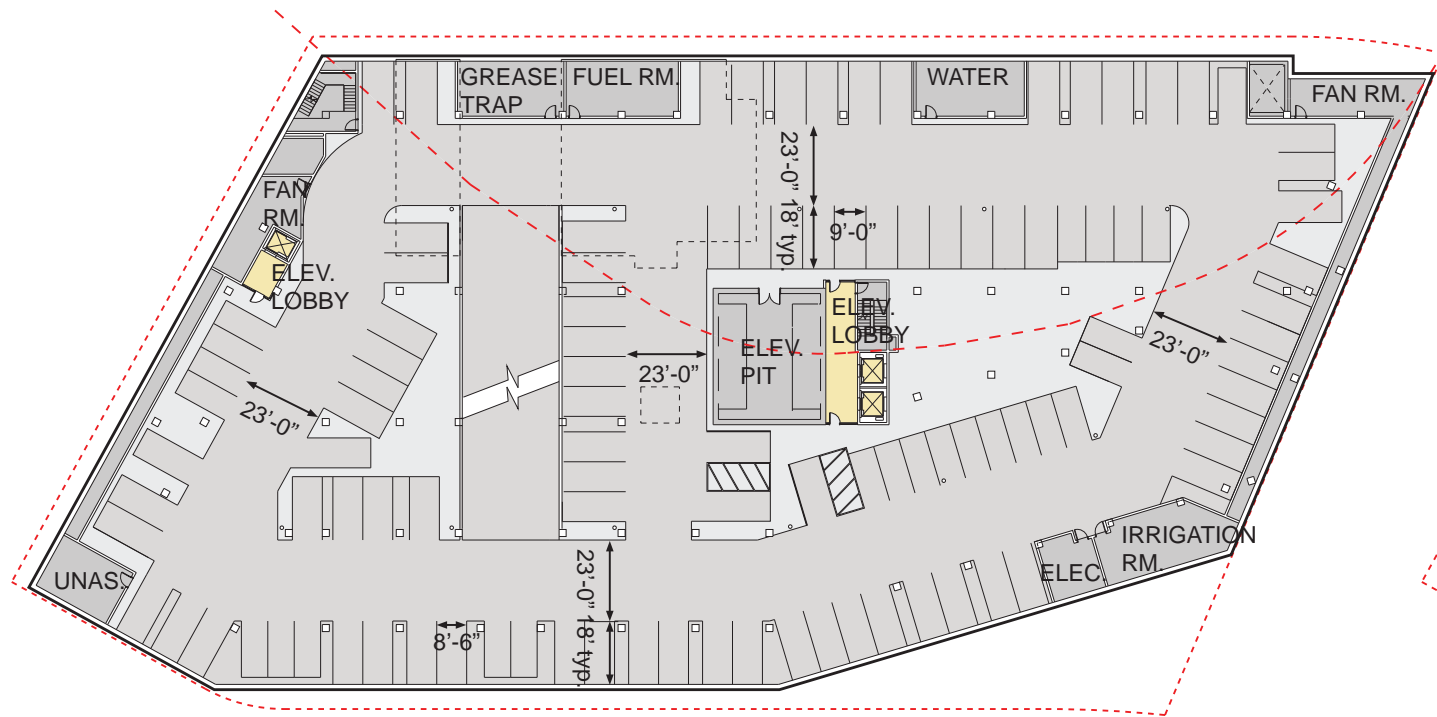 GREASE
TRAP
FUEL RM.
WATER
FAN RM.
23’-0”
18’ typ.
9’-0”
FAN
RM.
ELEV.
LOBBY
ELEV.
LOBBY
ELEV.
PIT
23’-0”
23’-0”
23’-0”
UNAS.
23’-0”
18’ typ.
8’-6”
ELEC.
IRRIGATION
RM.